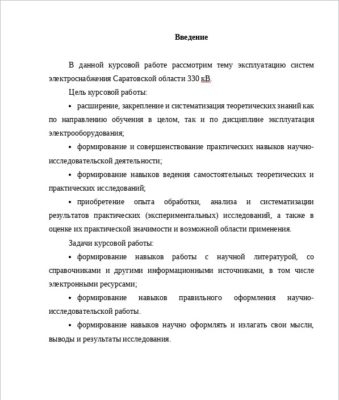 Введение
В данной курсовой работе рассмотрим тему эксплуатацию систем
электроснабжения Саратовской области 330 кВ.
Цель курсовой работы:
• расширение, закрепление и систематизация теоретических знаний как
по направлению обучения в целом, так и по дисциплине эксплуатация
электрооборудования;
• формирование и совершенствование практических навыков научно-
исследовательской деятельности;
• формирование навыков ведения самостоятельных теоретических и
практических исследований;
• приобретение опыта обработки, анализа и систематизации
результатов практических (экспериментальных) исследований, а также в
оценке их практической значимости и возможной области применения.
Задачи курсовой работы:
• формирование навыков работы с научной литературой, со
справочниками и другими информационными источниками, в том числе
электронными ресурсами;
• формирование навыков правильного оформления научно-
исследовательской работы.
• формирования навыков научно оформлять и излагать свои мысли,
выводы и результаты исследования.